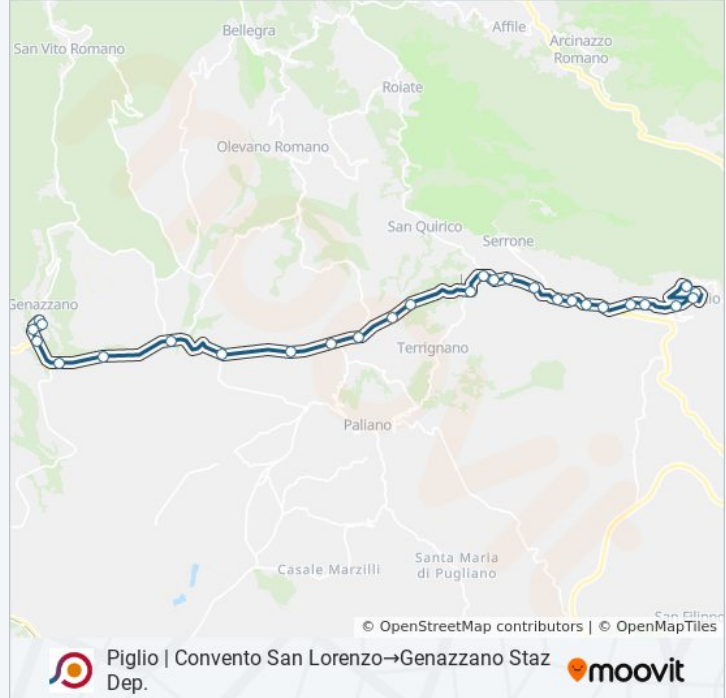 Affile
Bellegra
San Vito Romano
Arcinazzo
Romano
Roiate
Olevano Romano
San Quirico
Serrone
Genazzano
Terrignano
Paliano
Casale Marzilli
Santa Maria
di Pugliano
© OpenStreetMap contributors | © OpenMapTiles
Piglio | Convento San Lorenzo→Genazzano Staz
Dep.
moovit